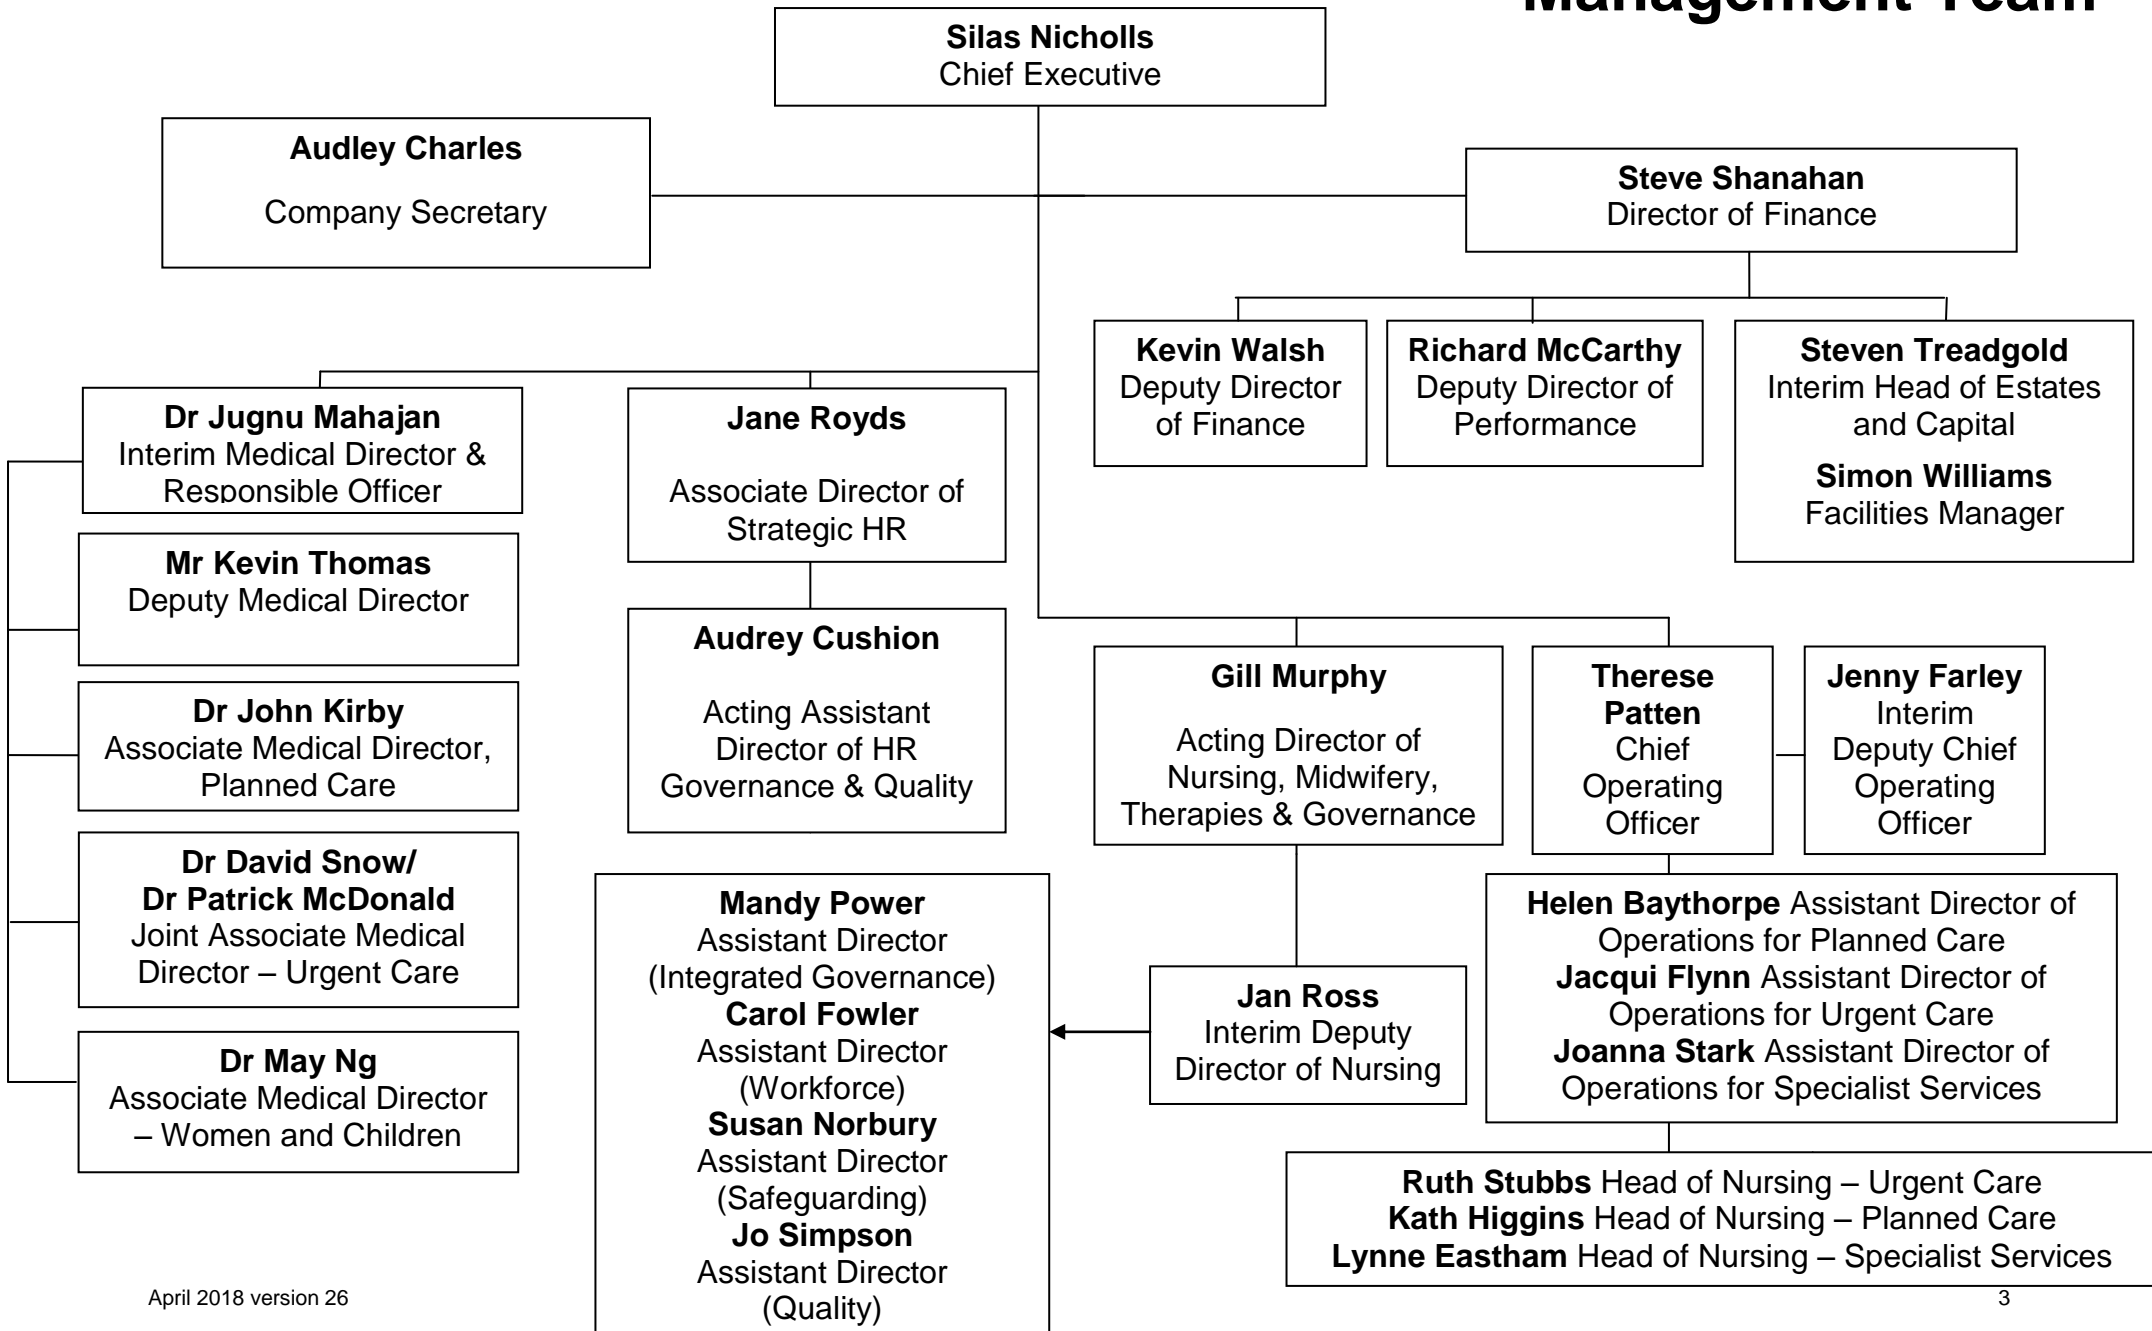 Management Team
Silas Nicholls
Chief Executive
Audley Charles
Company Secretary
Steve Shanahan
Director of Finance
Kevin Walsh
Deputy Director
of Finance
Richard McCarthy
Deputy Director of
Performance
Steven Treadgold
Interim Head of Estates
and Capital
Simon Williams
Facilities Manager
Dr Jugnu Mahajan
Interim Medical Director &
Responsible Officer
Jane Royds
Associate Director of
Strategic HR
Mr Kevin Thomas
Deputy Medical Director
Audrey Cushion
Acting Assistant
Director of HR
Governance & Quality
Gill Murphy
Acting Director of
Nursing, Midwifery,
Therapies & Governance
Therese
Patten
Chief
Operating
Officer
Jenny Farley
Interim
Deputy Chief
Operating
Officer
Dr John Kirby
Associate Medical Director,
Planned Care
Dr David Snow/
Dr Patrick McDonald
Joint Associate Medical
Director – Urgent Care
Dr May Ng
Associate Medical Director
– Women and Children
Mandy Power
Assistant Director
(Integrated Governance)
Carol Fowler
Assistant Director
(Workforce)
Susan Norbury
Assistant Director
(Safeguarding)
Jo Simpson
Assistant Director
(Quality)
Jan Ross
Interim Deputy
Director of Nursing
Helen Baythorpe Assistant Director of
Operations for Planned Care
Jacqui Flynn Assistant Director of
Operations for Urgent Care
Joanna Stark Assistant Director of
Operations for Specialist Services
Ruth Stubbs Head of Nursing – Urgent Care
Kath Higgins Head of Nursing – Planned Care
Lynne Eastham Head of Nursing – Specialist Services
April 2018 version 26
3